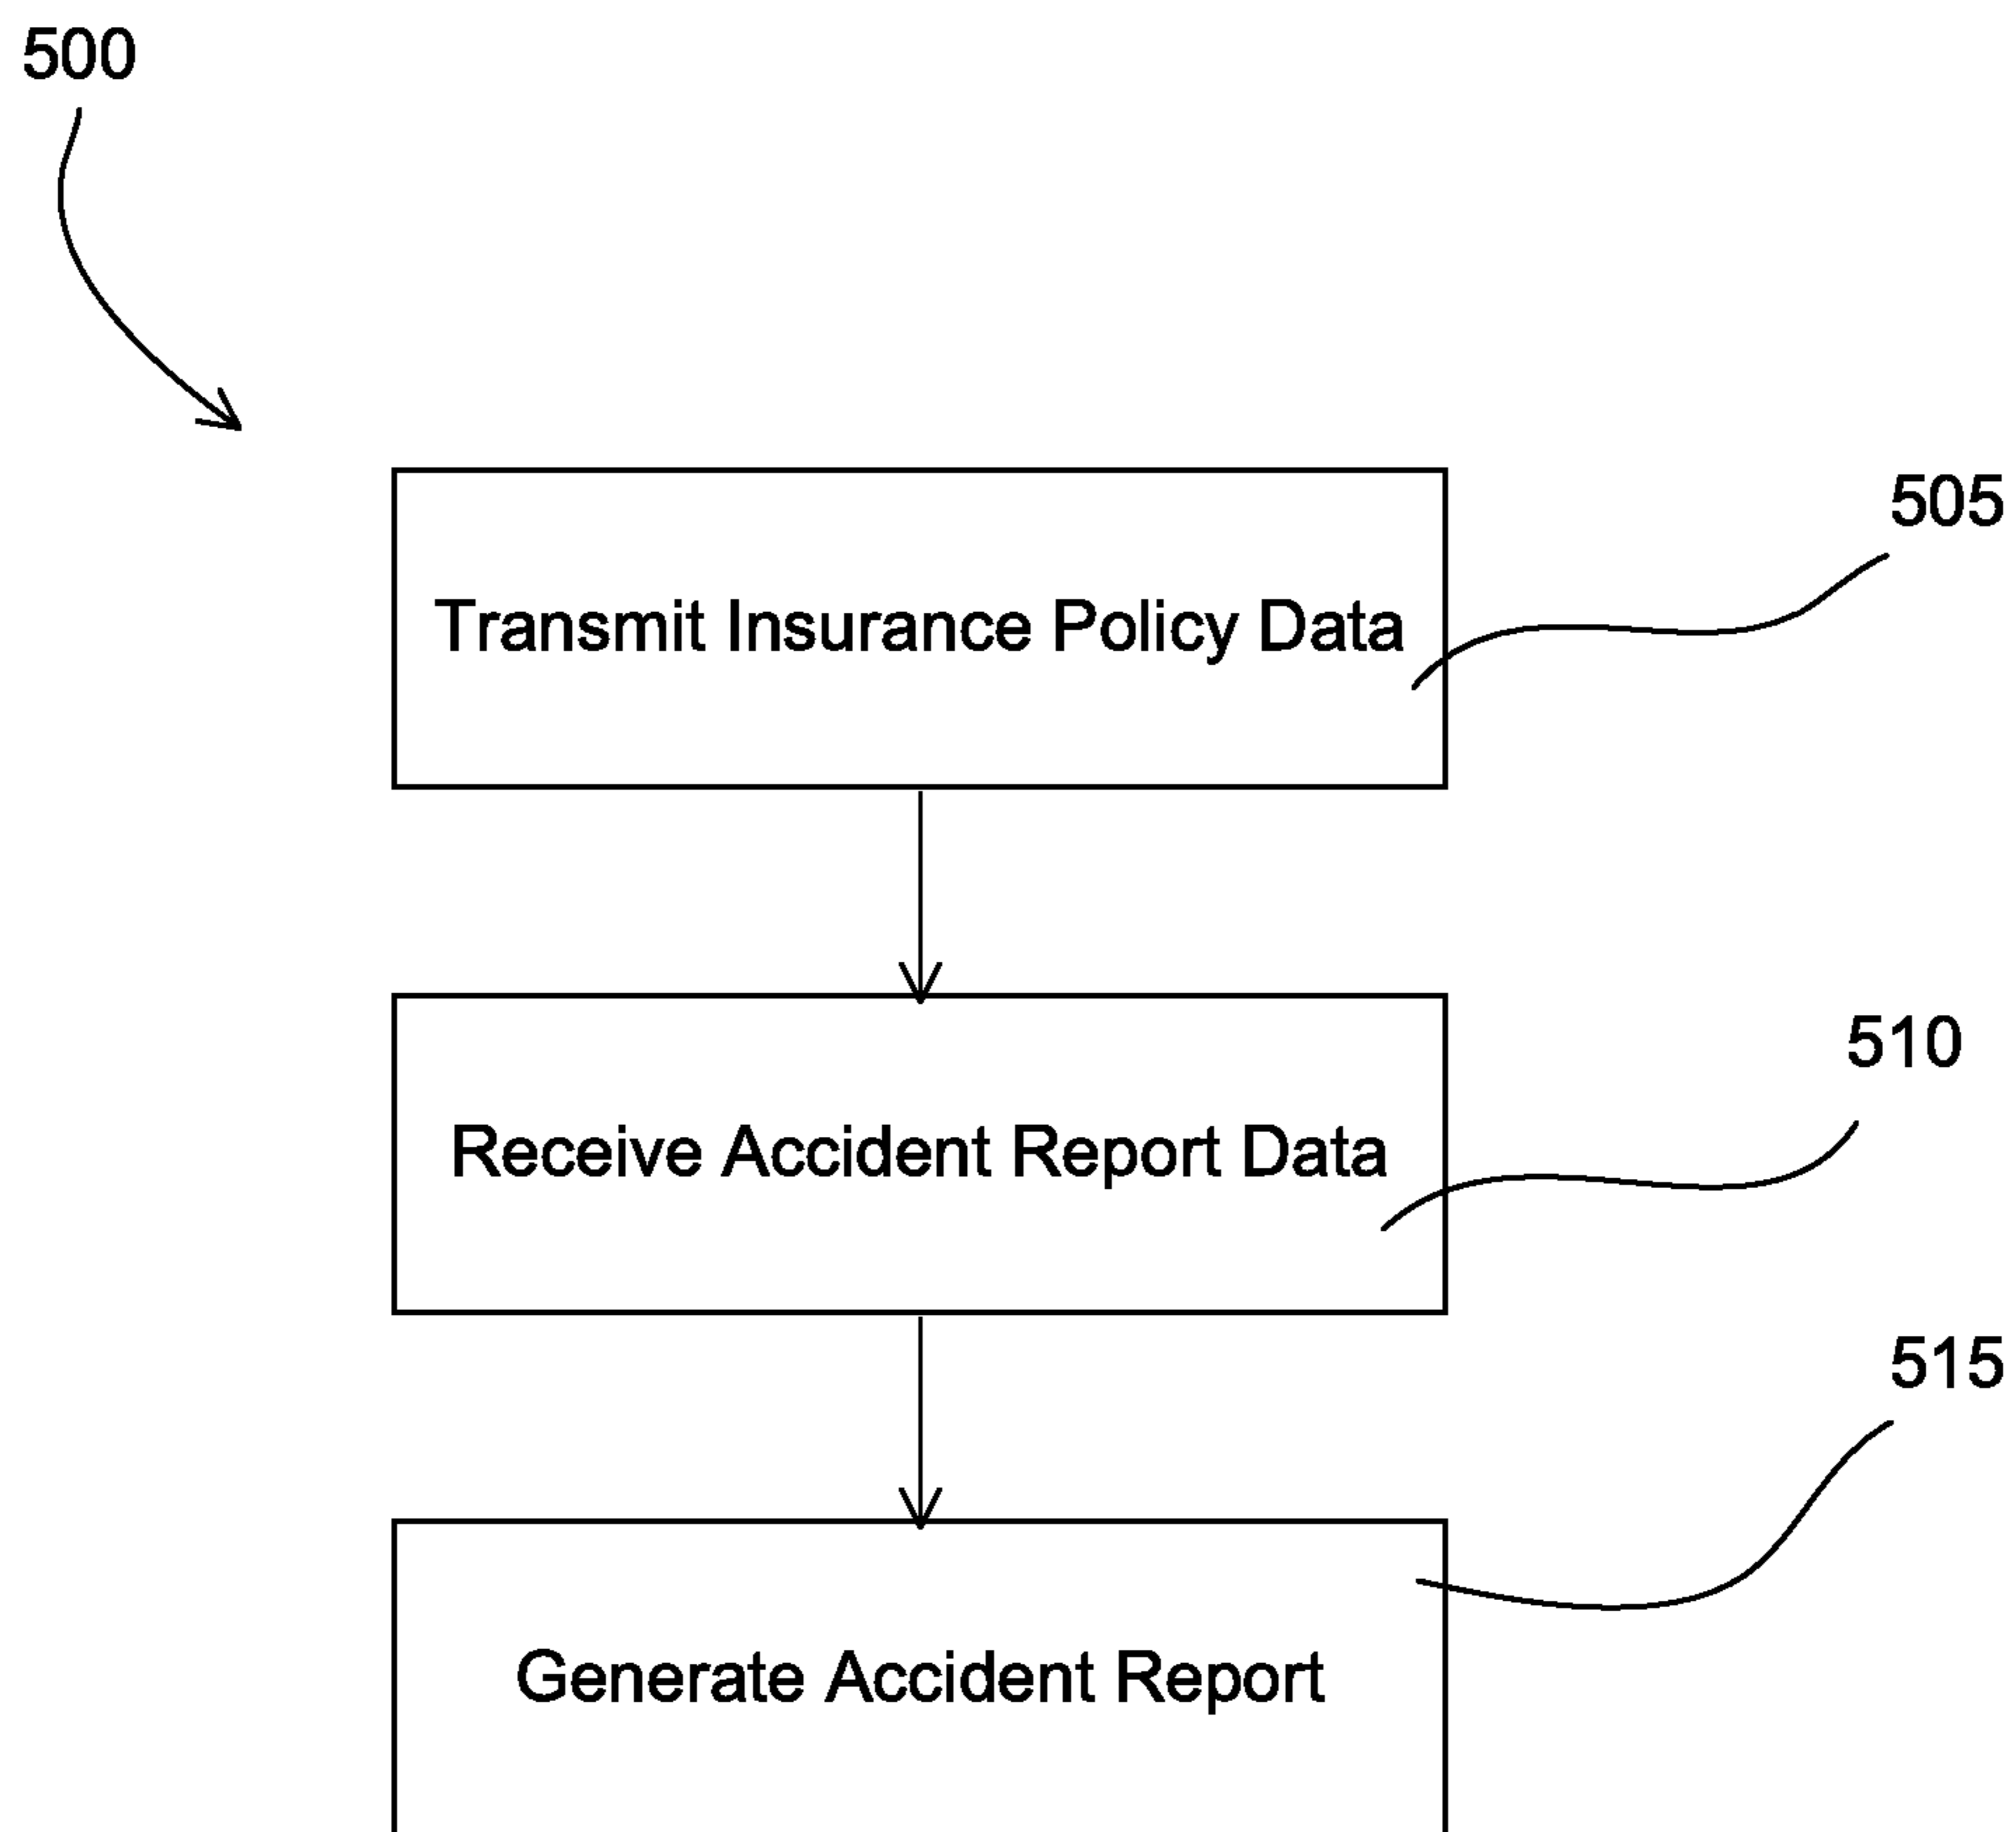 500
505
Transmit Insurance Policy Data
510
Receive Accident Report Data
515
Generate Accident Report